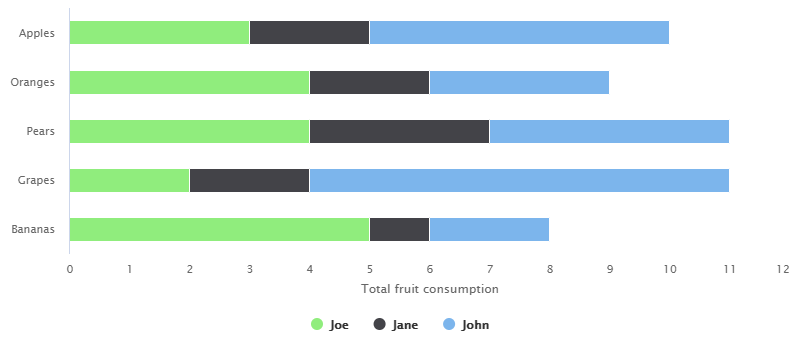 Apples
Oranges
Pears
Grapes
Bananas
0 1 2 3 4 5 6 7 8 9 10 11 12
Total fruit consumption
Joe Jane John